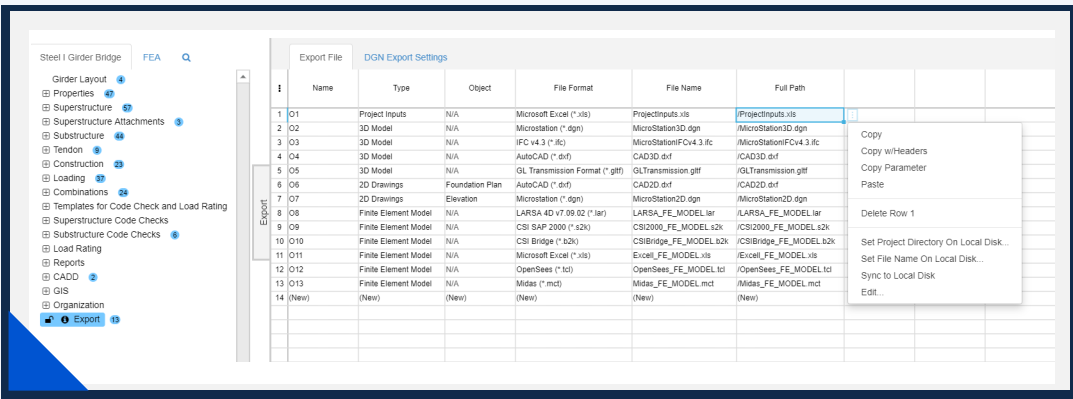 Steel I Girder Bridge FEA
Export File DGN Export Settings
Girder Layout 4
Properties 47
Superstructure 57
Superstructure Attachments 3
Substructure 44
Tendon 9
Construction 23
Loading 37
Combinations 24
Templates for Code Check and Load Rating
Superstructure Code Checks
Substructure Code Checks 6
Load Rating
Reports
CADD 2
GIS
Organization
Export 13
Export
Name Type Object File Format File Name Full Path
1 O1 Project Inputs N/A Microsoft Excel (*.xls) ProjectInputs.xls /ProjectInputs.xls
2 O2 3D Model N/A Microstation (*.dgn) MicroStation3D.dgn /MicroStation3D.dgn
3 O3 3D Model N/A IFC v4.3 (*.ifc) MicroStationIFCv4.3.ifc /MicroStationIFCv4.3.ifc
4 O4 3D Model N/A AutoCAD (*.dxf) CAD3D.dxf /CAD3D.dxf
5 O5 3D Model N/A GL Transmission Format (*.gltf) GLTransmission.gltf /GLTransmission.gltf
6 O6 2D Drawings Foundation Plan AutoCAD (*.dxf) CAD2D.dxf /CAD2D.dxf
7 O7 2D Drawings Elevation Microstation (*.dgn) MicroStation2D.dgn /MicroStation2D.dgn
8 O8 Finite Element Model N/A LARSA 4D v7.09.02 (*.lar) LARSA_FE_MODEL.lar /LARSA_FE_MODEL.lar
9 O9 Finite Element Model N/A CSI SAP 2000 (*.s2k) CSI2000_FE_MODEL.s2k /CSI2000_FE_MODEL.s2k
10 O10 Finite Element Model N/A CSI Bridge (*.b2k) CSIBridge_FE_MODEL.b2k /CSIBridge_FE_MODEL.b2k
11 O11 Finite Element Model N/A Microsoft Excel (*.xls) Excell_FE_MODEL.xls /Excell_FE_MODEL.xls
12 O12 Finite Element Model N/A OpenSees (*.tcl) OpenSees_FE_MODEL.tcl /OpenSees_FE_MODEL.tcl
13 O13 Finite Element Model N/A Midas (*.mct) Midas_FE_MODEL.mct /Midas_FE_MODEL.mct
14 (New) (New) (New) (New) (New) (New)
Copy
Copy w/Headers
Copy Parameter
Paste
Delete Row 1
Set Project Directory On Local Disk...
Set File Name On Local Disk...
Sync to Local Disk
Edit...